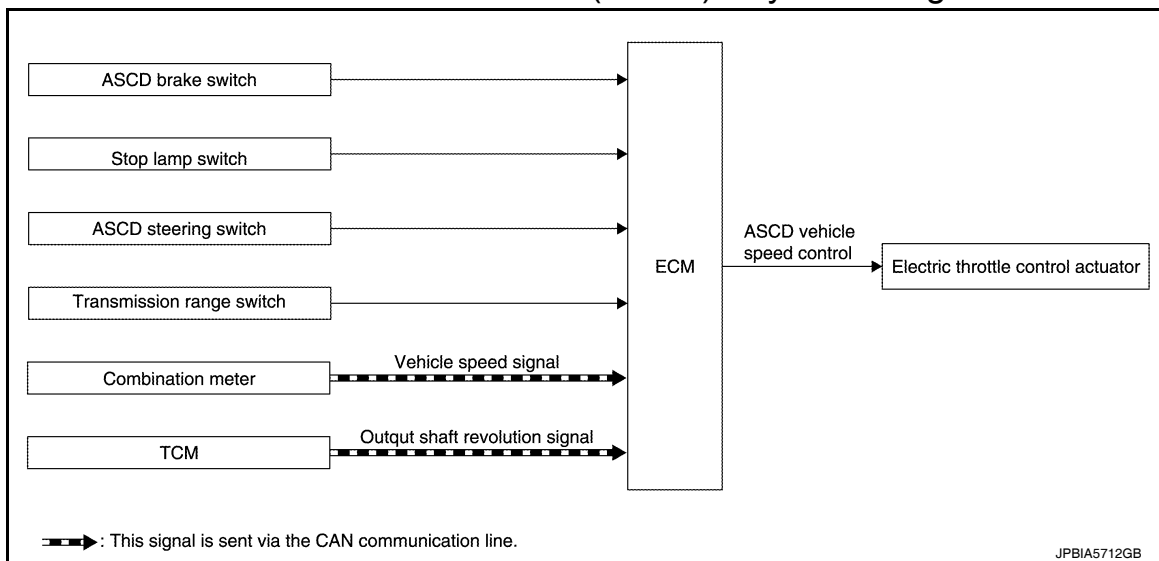 ASCD brake switch
Stop lamp switch
ASCD steering switch
Transmission range switch
Combination meter
TCM
Vehicle speed signal
Outqut shaft revolution signal
ECM
ASCD vehicle
speed control
Electric throttle control actuator
: This signal is sent via the CAN communication line.
JPBIA5712GB